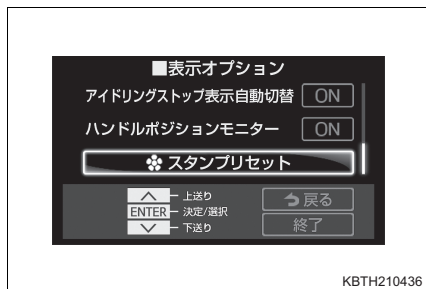 ■表示オプション
アイドリングストップ表示自動切替 ON
ハンドルポジションモニター ON
スタンプリセット
上送り
ENTER 決定/選択
下送り
戻る
終了
KBTH210436